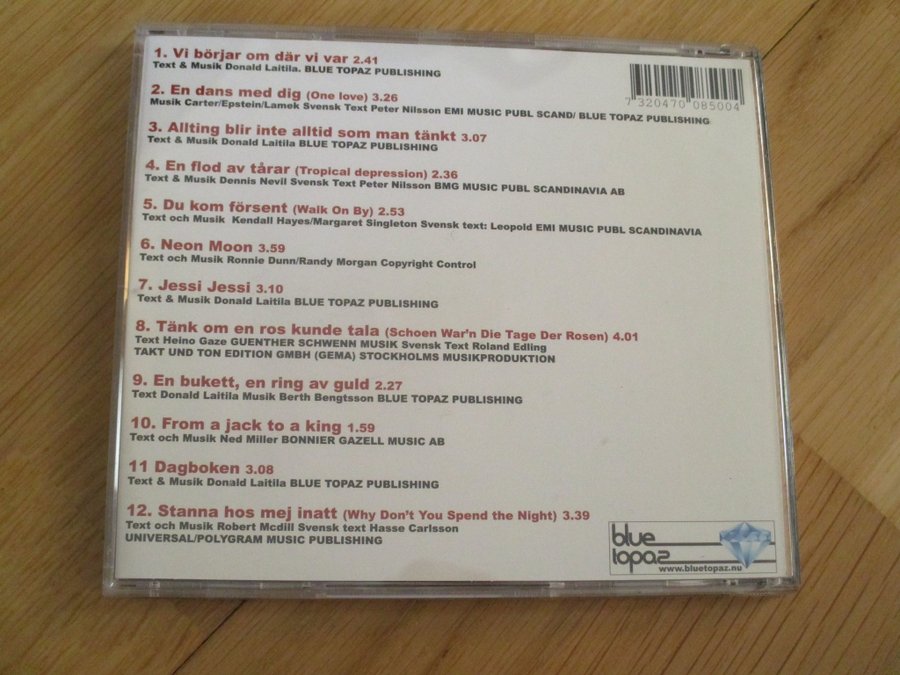 1. Vi börjar om där vi var 2.41
Text & Musik Donald Laitila. BLUE TOPAZ PUBLISHING
7 320470 085004
2. En dans med dig (One love) 3.26
Musik Carter/Epstein/Lamek Svensk Text Peter Nilsson EMI MUSIC PUBL SCAND/ BLUE TOPAZ PUBLISHING
3. Allting blir inte alltid som man tänkt 3.07
Text & Musik Donald Laitila BLUE TOPAZ PUBLISHING
4. En flod av tårar (Tropical depression) 2.36
Text & Musik Dennis Nevil Svensk Text Peter Nilsson BMG MUSIC PUBL SCANDINAVIA AB
5. Du kom försent (Walk On By) 2.53
Text och Musik Kendall Hayes/Margaret Singleton Svensk text: Leopold EMI MUSIC PUBL SCANDINAVIA
6. Neon Moon 3.59
Text och Musik Ronnie Dunn/Randy Morgan Copyright Control
7. Jessi Jessi 3.10
Text & Musik Donald Laitila BLUE TOPAZ PUBLISHING
8. Tänk om en ros kunde tala (Schoen War'n Die Tage Der Rosen) 4.01
Text Heino Gaze GUENTHER SCHWENN MUSIK Svensk Text Roland Edling
TAKT UND TON EDITION GMBH (GEMA) STOCKHOLMS MUSIKPRODUKTION
9. En bukett, en ring av guld 2.27
Text Donald Laitila Musik Berth Bengtsson BLUE TOPAZ PUBLISHING
10. From a jack to a king 1.59
Text och Musik Ned Miller BONNIER GAZELL MUSIC AB
11 Dagboken 3.08
Text & Musik Donald Laitila BLUE TOPAZ PUBLISHING
12. Stanna hos mej inatt (Why Don't You Spend the Night) 3.39
Text och Musik Robert Mcdill Svensk text Hasse Carlsson
UNIVERSAL/POLYGRAM MUSIC PUBLISHING
blue
topaz
www.bluetopaz.nu